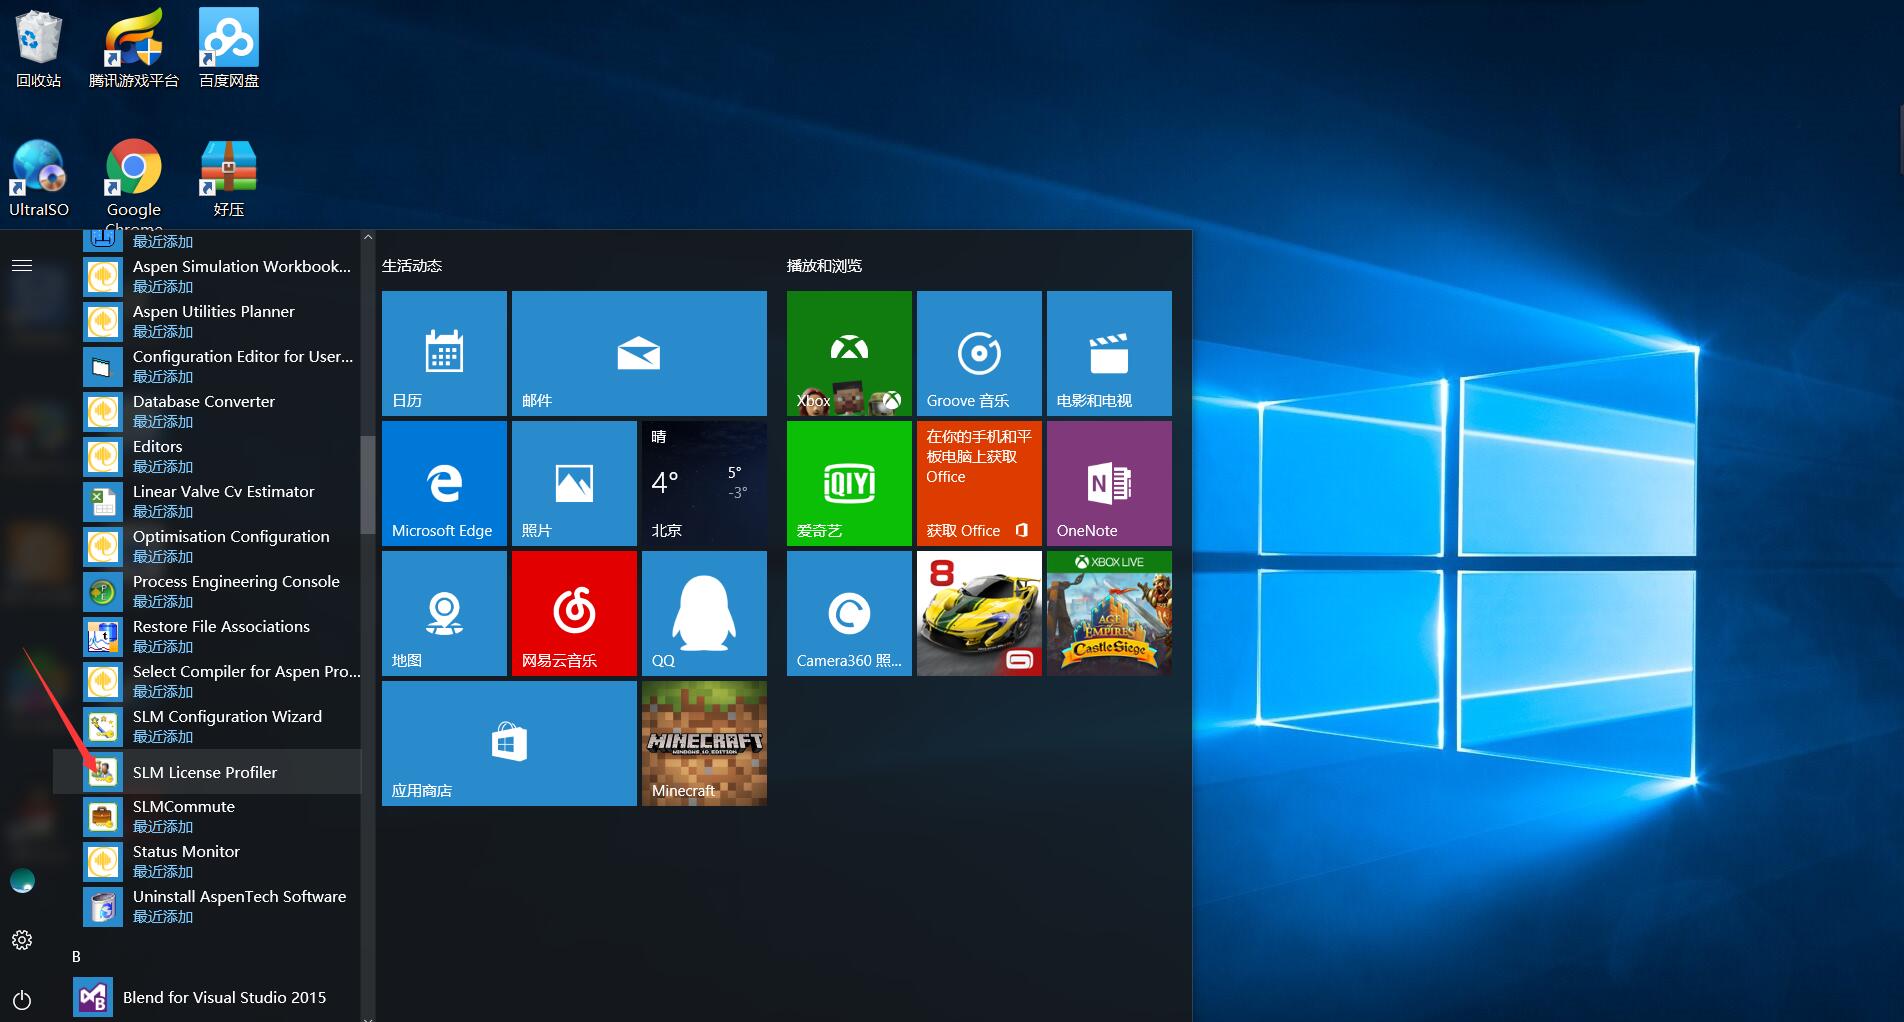 回收站
腾讯游戏平台
百度网盘
UltraISO
Google
Chrome
好压
最近添加
Aspen Simulation Workbook...
最近添加
Aspen Utilities Planner
最近添加
Configuration Editor for User...
最近添加
Database Converter
最近添加
Editors
最近添加
Linear Valve Cv Estimator
最近添加
Optimisation Configuration
最近添加
Process Engineering Console
最近添加
Restore File Associations
最近添加
Select Compiler for Aspen Pro...
最近添加
SLM Configuration Wizard
最近添加
SLM License Profiler
SLMCommute
最近添加
Status Monitor
最近添加
Uninstall AspenTech Software
最近添加
B
Blend for Visual Studio 2015
生活动态
日历
邮件
Microsoft Edge
照片
晴
4°
5°
-3°
北京
地图
网易云音乐
QQ
应用商店
MINECRAFT
WINDOWS 10 EDITION
Minecraft
播放和浏览
Xbox
Groove 音乐
电影和电视
iQIYI
爱奇艺
在你的手机和平
板电脑上获取
Office
获取 Office
N
OneNote
Camera360 照...
8
XBOX LIVE
AGE
OF
EMPIRES
Castle Siege